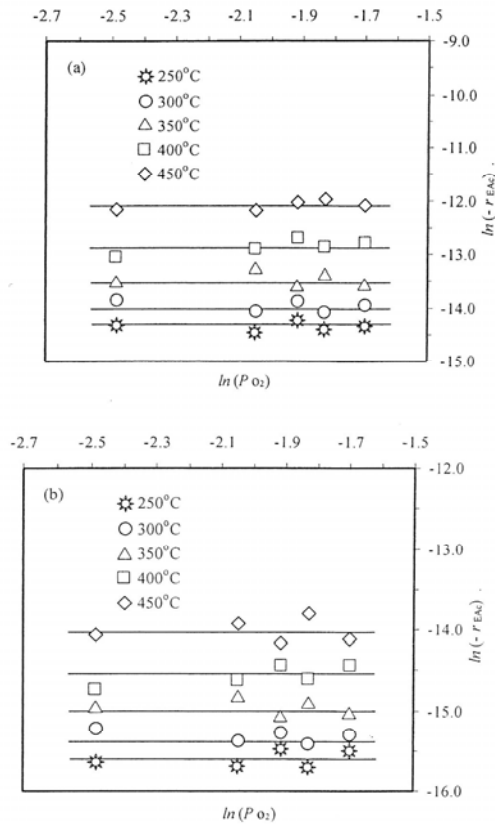 -2.7 -2.5 -2.3 -2.1 -1.9 -1.7 -1.5
-9.0
(a)
250°C
300°C
350°C
400°C
450°C
-10.0
-11.0
-12.0
-13.0
-14.0
-15.0
ln (- r EAc) .
ln (P o2)
-2.7 -2.5 -2.3 -2.1 -1.9 -1.7 -1.5
-12.0
(b)
250°C
300°C
350°C
400°C
450°C
-13.0
-14.0
-15.0
-16.0
ln (- r EAc) .
ln (P o2)